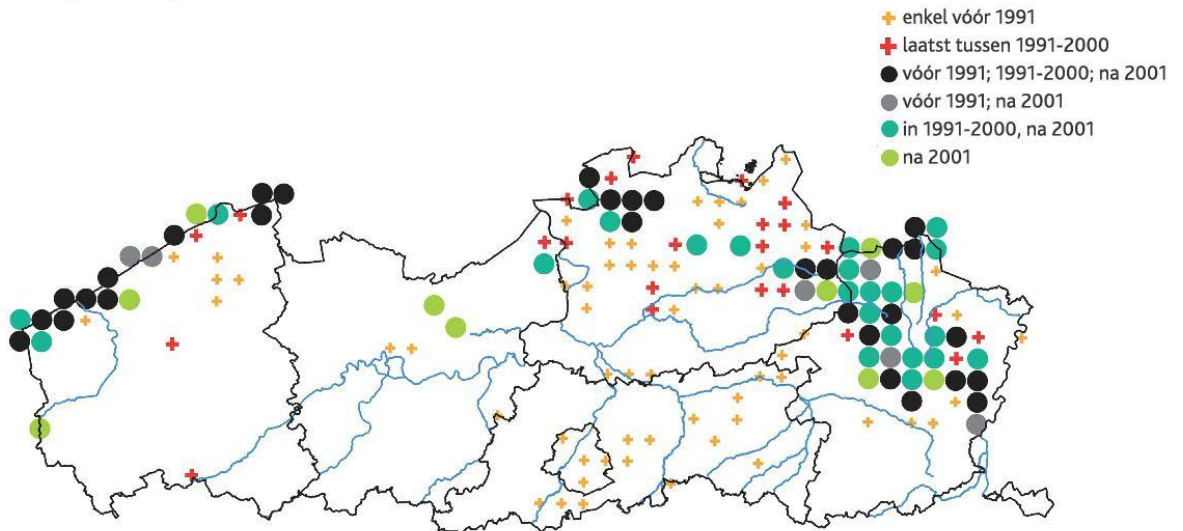 enkel vóór 1991
laatst tussen 1991-2000
vóór 1991; 1991-2000; na 2001
vóór 1991; na 2001
in 1991-2000, na 2001
na 2001